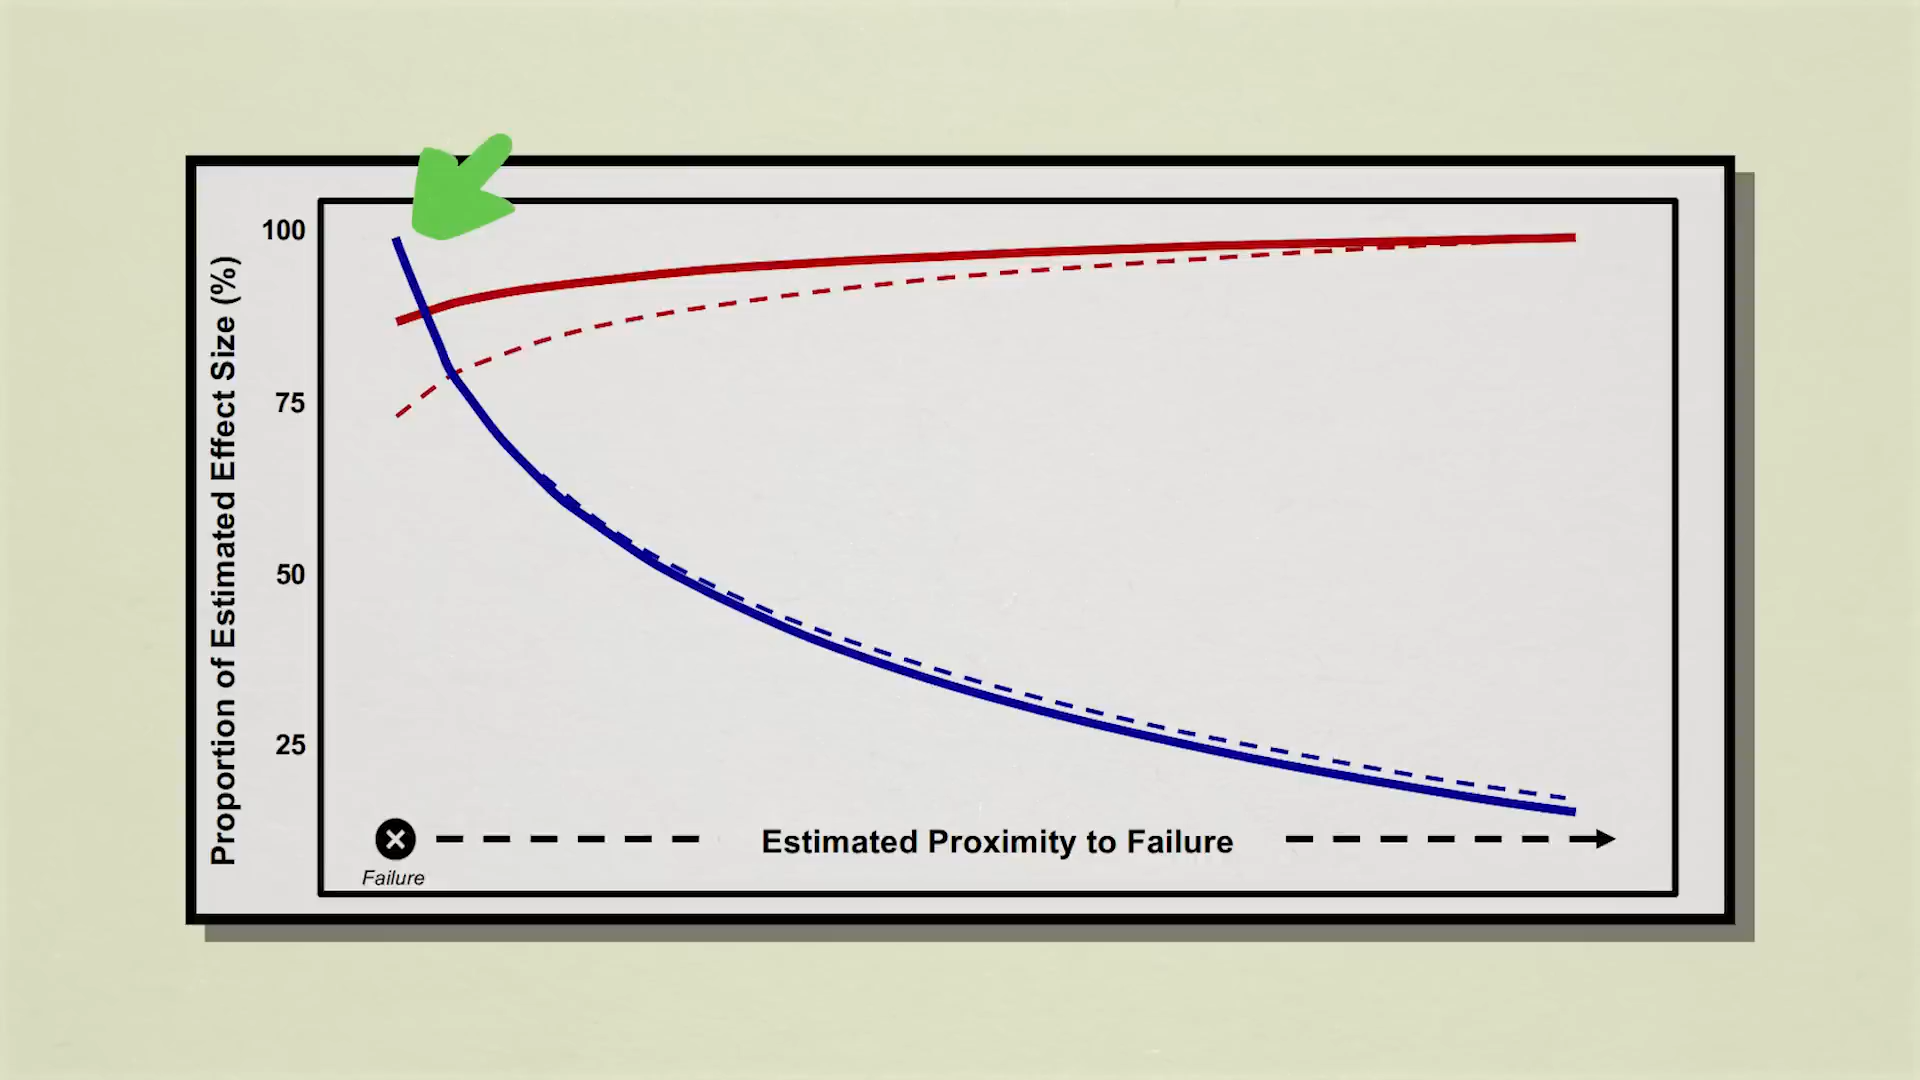 Proportion of Estimated Effect Size (%)
100
75
50
25
Estimated Proximity to Failure
Failure